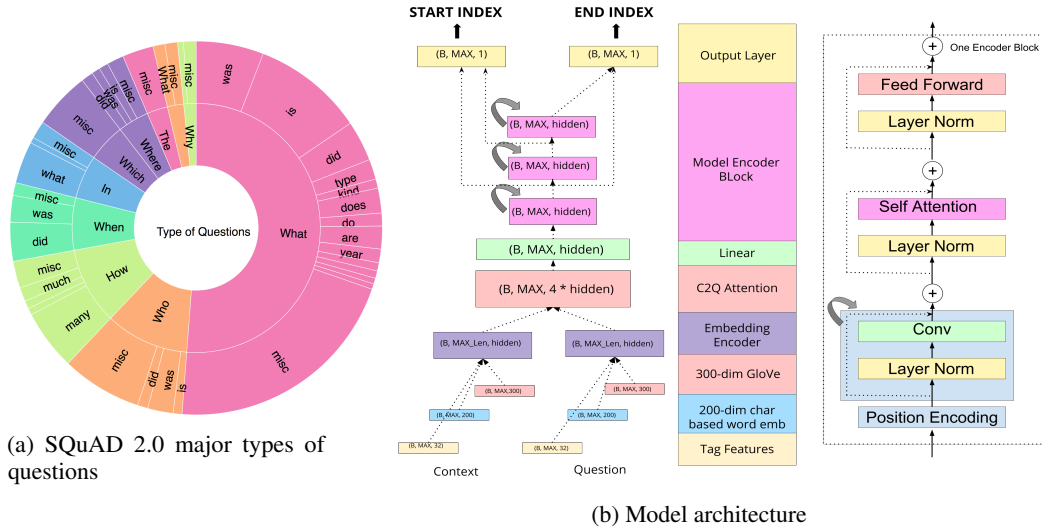 Type of Questions
What
was
is
did
type
kind
does
do
are
year
misc
Who
is
was
did
misc
How
many
much
misc
When
did
was
misc
In
what
misc
Which
misc
Where
did
was
is
misc
The
misc
What
misc
Why
misc
(a) SQuAD 2.0 major types of
questions
START INDEX
END INDEX
(B, MAX, 1)
(B, MAX, 1)
(B, MAX, hidden)
(B, MAX, hidden)
(B, MAX, hidden)
(B, MAX, hidden)
(B, MAX, 4 * hidden)
(B, MAX_Len, hidden)
(B, MAX_Len, hidden)
(B, MAX,300)
(B, MAX, 300)
(B, MAX, 200)
(B, MAX, 200)
(B, MAX, 32)
(B, MAX, 32)
Context
Question
Output Layer
Model Encoder
BLock
Linear
C2Q Attention
Embedding
Encoder
300-dim GloVe
200-dim char
based word emb
Tag Features
One Encoder Block
+
Feed Forward
Layer Norm
+
Self Attention
Layer Norm
+
Conv
Layer Norm
Position Encoding
(b) Model architecture